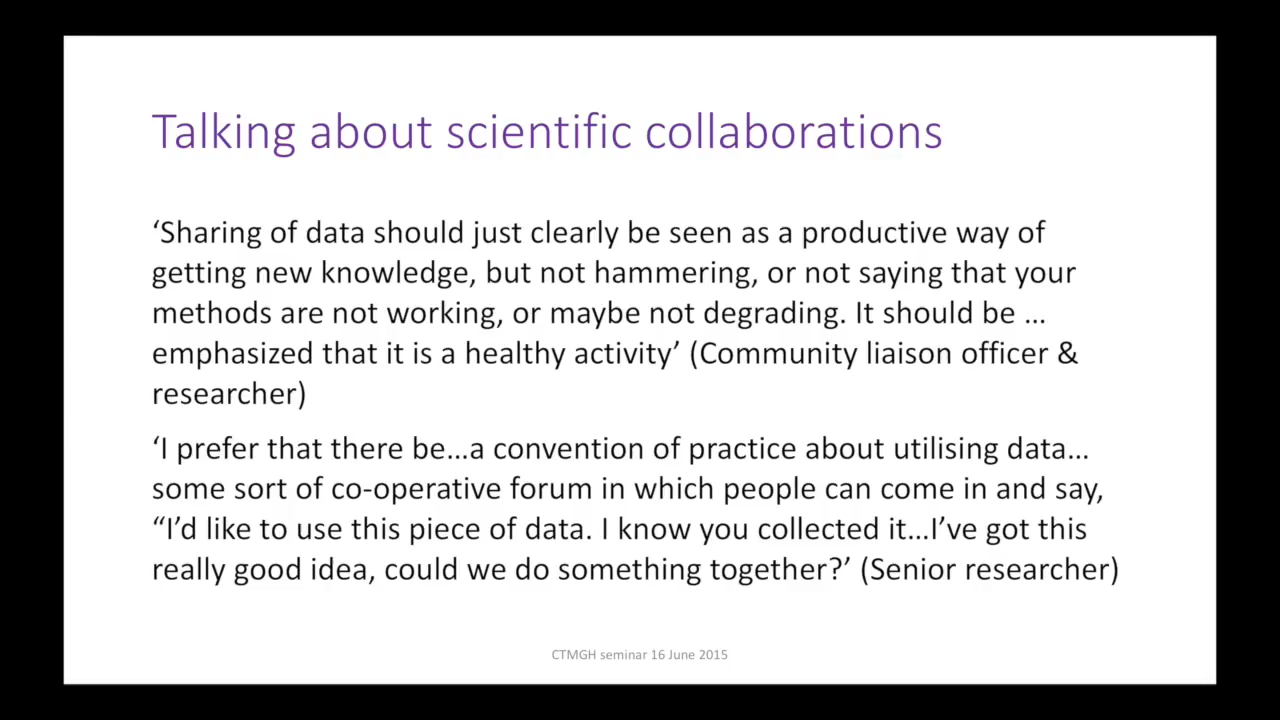 Talking about scientific collaborations
‘Sharing of data should just clearly be seen as a productive way of
getting new knowledge, but not hammering, or not saying that your
methods are not working, or maybe not degrading. It should be …
emphasized that it is a healthy activity’ (Community liaison officer &
researcher)
‘I prefer that there be…a convention of practice about utilising data…
some sort of co-operative forum in which people can come in and say,
“I’d like to use this piece of data. I know you collected it…I’ve got this
really good idea, could we do something together?’ (Senior researcher)
CTMGH seminar 16 June 2015